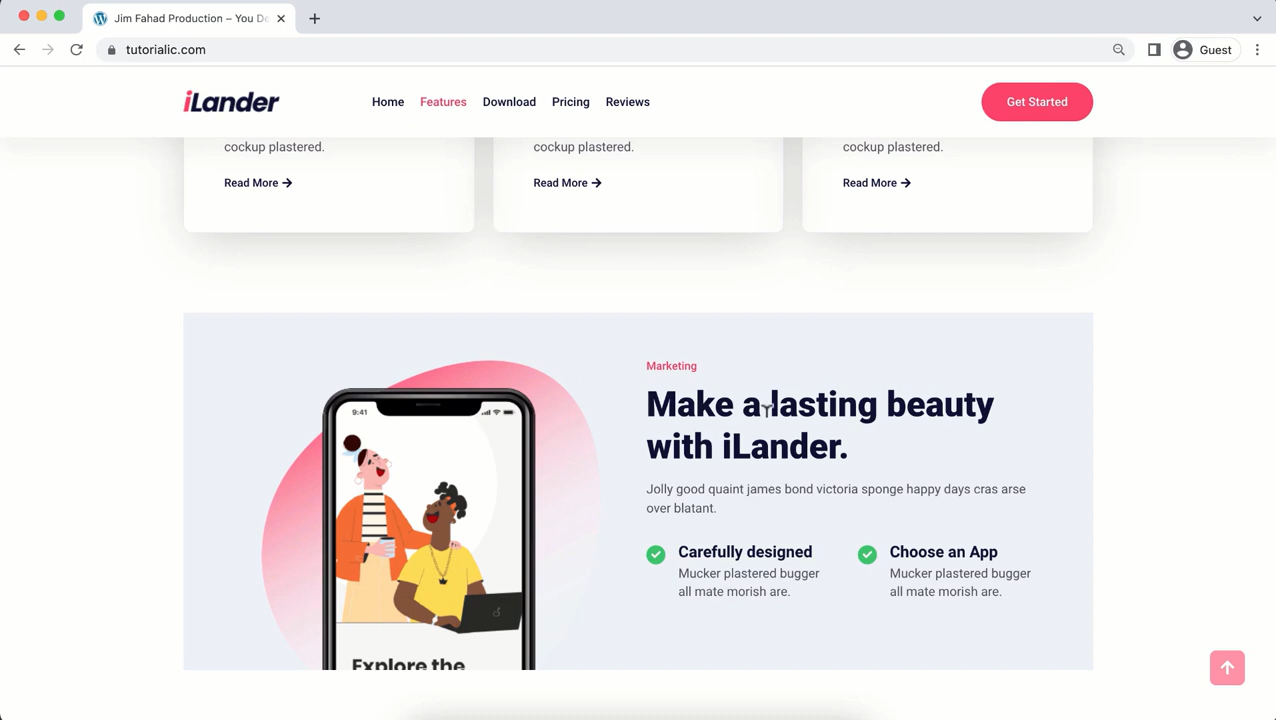 Jim Fahad Production – You De
tutorialic.com
Guest
iLander
Home
Features
Download
Pricing
Reviews
Get Started
cockup plastered.
cockup plastered.
cockup plastered.
Read More
Read More
Read More
Marketing
Make a lasting beauty
with iLander.
Jolly good quaint james bond victoria sponge happy days cras arse
over blatant.
Carefully designed
Mucker plastered bugger
all mate morish are.
Choose an App
Mucker plastered bugger
all mate morish are.
9:41
Explore the